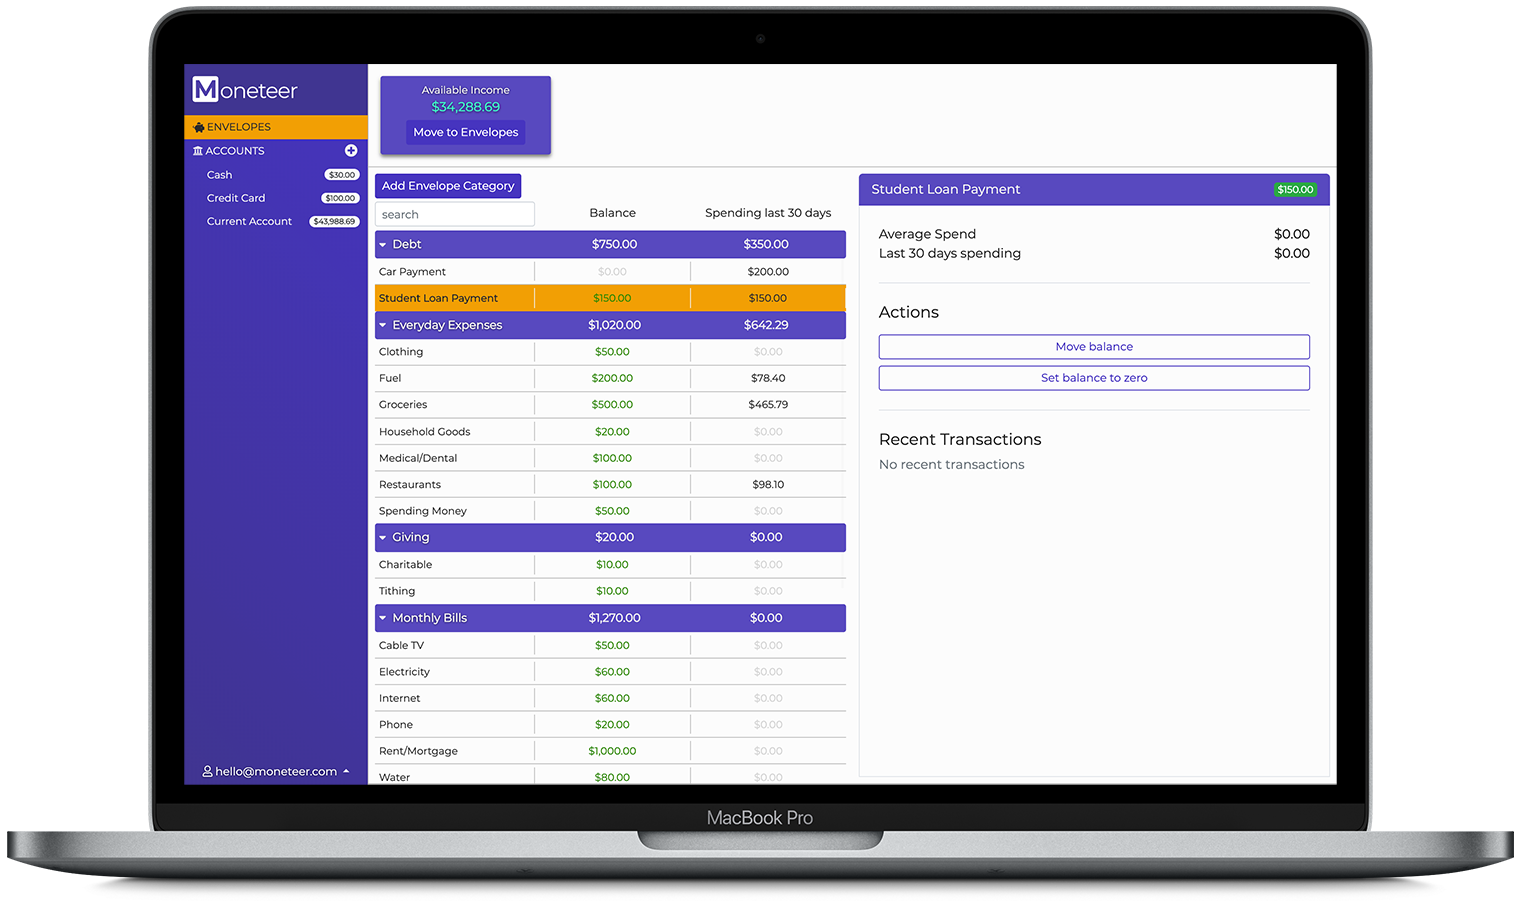 Moneteer
ENVELOPES
ACCOUNTS
Cash $30.00
Credit Card $100.00
Current Account $43,988.69
hello@moneteer.com
Available Income
$34,288.69
Move to Envelopes
Add Envelope Category
search Balance Spending last 30 days
Debt $750.00 $350.00
Car Payment $0.00 $200.00
Student Loan Payment $150.00 $150.00
Everyday Expenses $1,020.00 $642.29
Clothing $50.00 $0.00
Fuel $200.00 $78.40
Groceries $500.00 $465.79
Household Goods $20.00 $0.00
Medical/Dental $100.00 $0.00
Restaurants $100.00 $98.10
Spending Money $50.00 $0.00
Giving $20.00 $0.00
Charitable $10.00 $0.00
Tithing $10.00 $0.00
Monthly Bills $1,270.00 $0.00
Cable TV $50.00 $0.00
Electricity $60.00 $0.00
Internet $60.00 $0.00
Phone $20.00 $0.00
Rent/Mortgage $1,000.00 $0.00
Water $80.00 $0.00
Student Loan Payment $150.00
Average Spend $0.00
Last 30 days spending $0.00
Actions
Move balance
Set balance to zero
Recent Transactions
No recent transactions
MacBook Pro